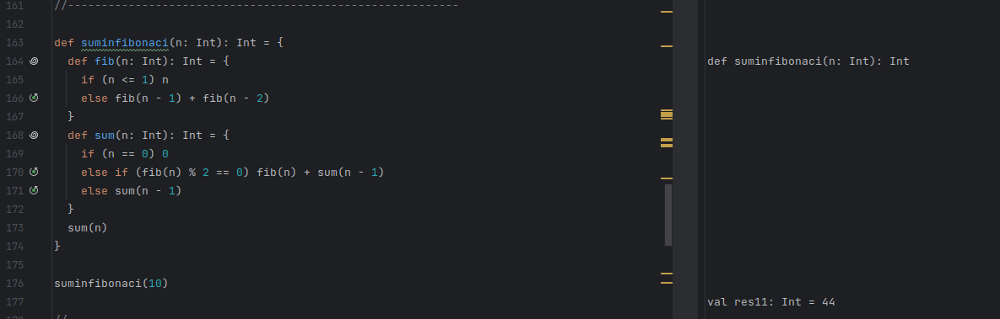 161 //----------------------------------------------------------
162
163 def suminfibonaci(n: Int): Int = {
164 def fib(n: Int): Int = {
165 if (n <= 1) n
166 else fib(n - 1) + fib(n - 2)
167 }
168 def sum(n: Int): Int = {
169 if (n == 0) 0
170 else if (fib(n) % 2 == 0) fib(n) + sum(n - 1)
171 else sum(n - 1)
172 }
173 sum(n)
174 }
175
176 suminfibonaci(10)
177
def suminfibonaci(n: Int): Int
val res11: Int = 44